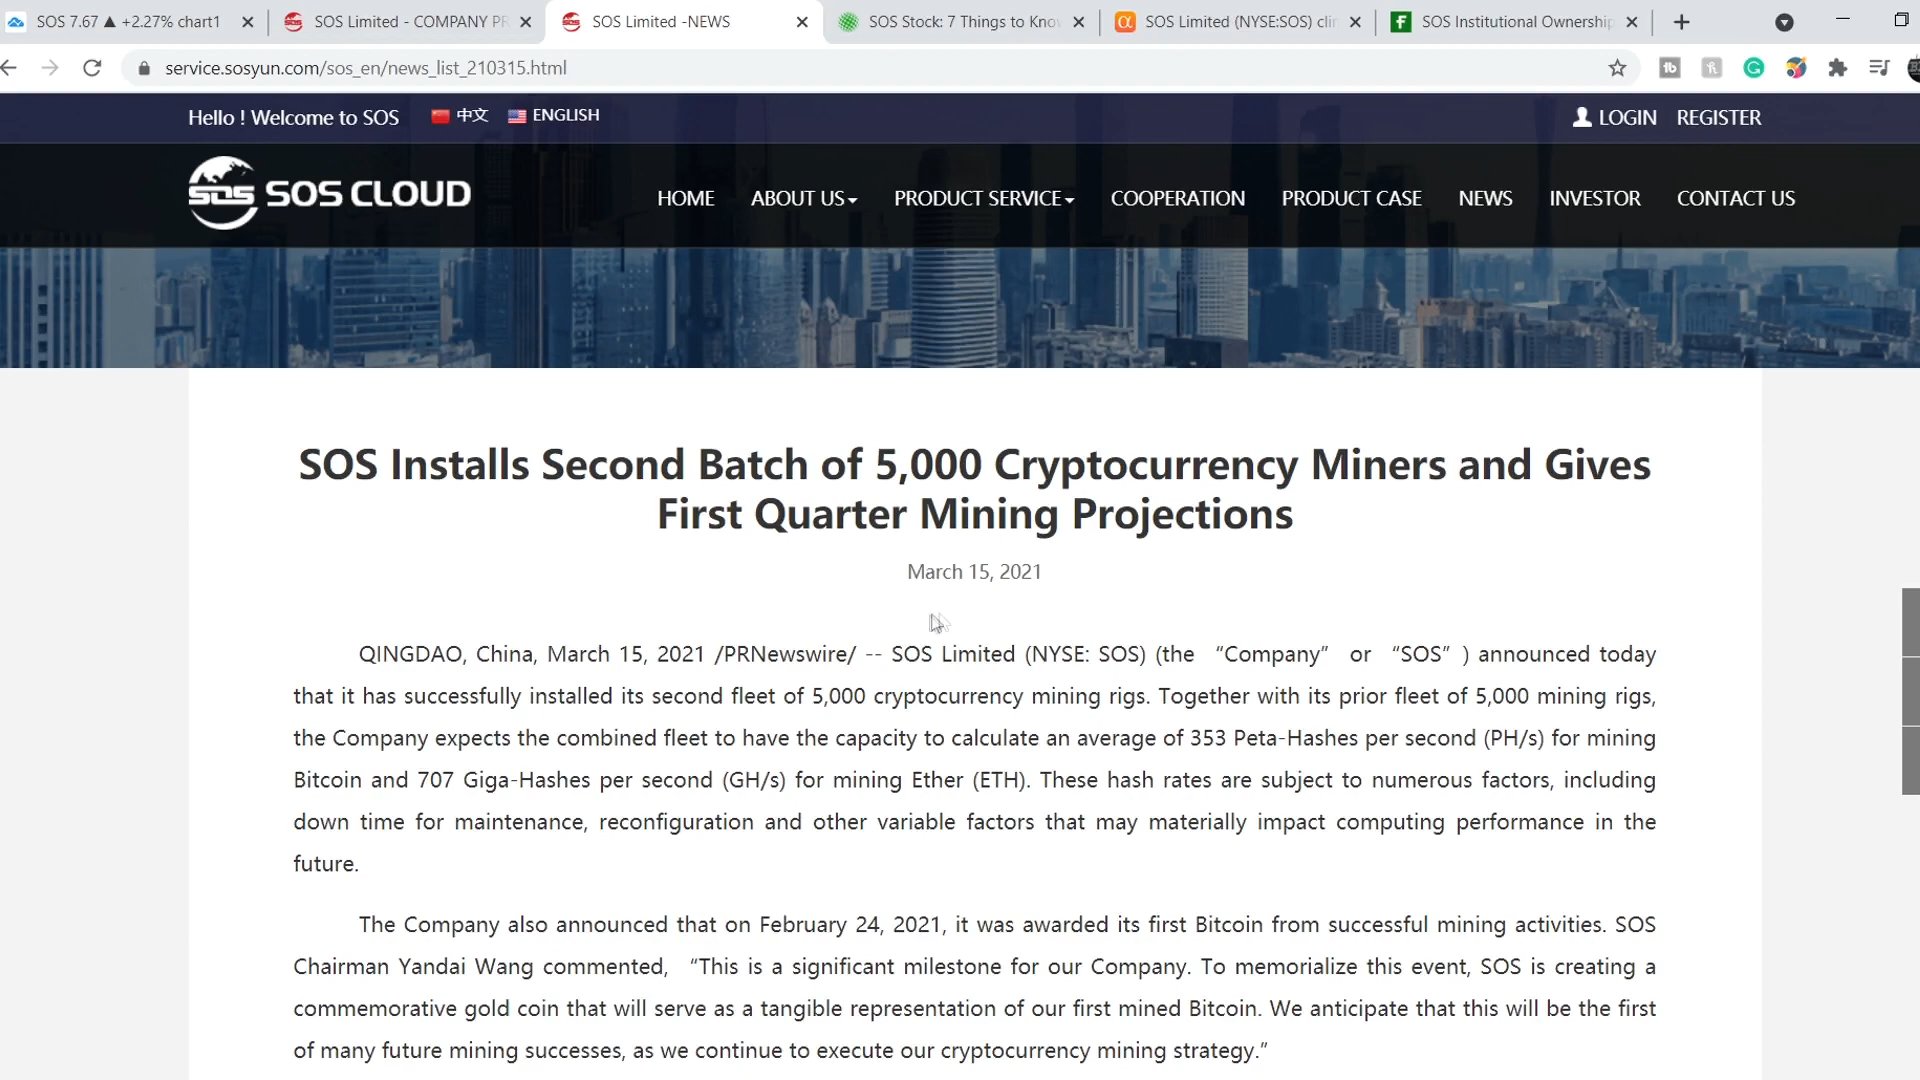 SOS 7.67 ▲ +2.27% chart1
SOS Limited - COMPANY PR
SOS Limited -NEWS
SOS Stock: 7 Things to Kno
SOS Limited (NYSE:SOS) cli
SOS Institutional Ownership
service.sosyun.com/sos_en/news_list_210315.html
Hello ! Welcome to SOS
中文
ENGLISH
LOGIN
REGISTER
SOS SOS CLOUD
HOME
ABOUT US
PRODUCT SERVICE
COOPERATION
PRODUCT CASE
NEWS
INVESTOR
CONTACT US
SOS Installs Second Batch of 5,000 Cryptocurrency Miners and Gives
First Quarter Mining Projections
March 15, 2021
QINGDAO, China, March 15, 2021 /PRNewswire/ -- SOS Limited (NYSE: SOS) (the “Company” or “SOS” ) announced today
that it has successfully installed its second fleet of 5,000 cryptocurrency mining rigs. Together with its prior fleet of 5,000 mining rigs,
the Company expects the combined fleet to have the capacity to calculate an average of 353 Peta-Hashes per second (PH/s) for mining
Bitcoin and 707 Giga-Hashes per second (GH/s) for mining Ether (ETH). These hash rates are subject to numerous factors, including
down time for maintenance, reconfiguration and other variable factors that may materially impact computing performance in the
future.
The Company also announced that on February 24, 2021, it was awarded its first Bitcoin from successful mining activities. SOS
Chairman Yandai Wang commented, “This is a significant milestone for our Company. To memorialize this event, SOS is creating a
commemorative gold coin that will serve as a tangible representation of our first mined Bitcoin. We anticipate that this will be the first
of many future mining successes, as we continue to execute our cryptocurrency mining strategy.”